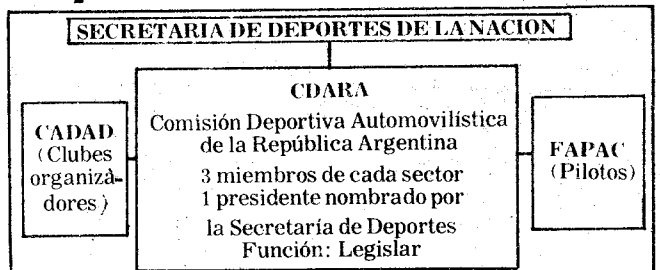 SECRETARIA DE DEPORTES DE LA NACION
CDARA
Comisión Deportiva Automovilística
de la República Argentina
3 miembros de cada sector
1 presidente nombrado por
la Secretaría de Deportes
Función: Legislar
CADAD
(Clubes
organiza-
dores)
FAPAC
(Pilotos)